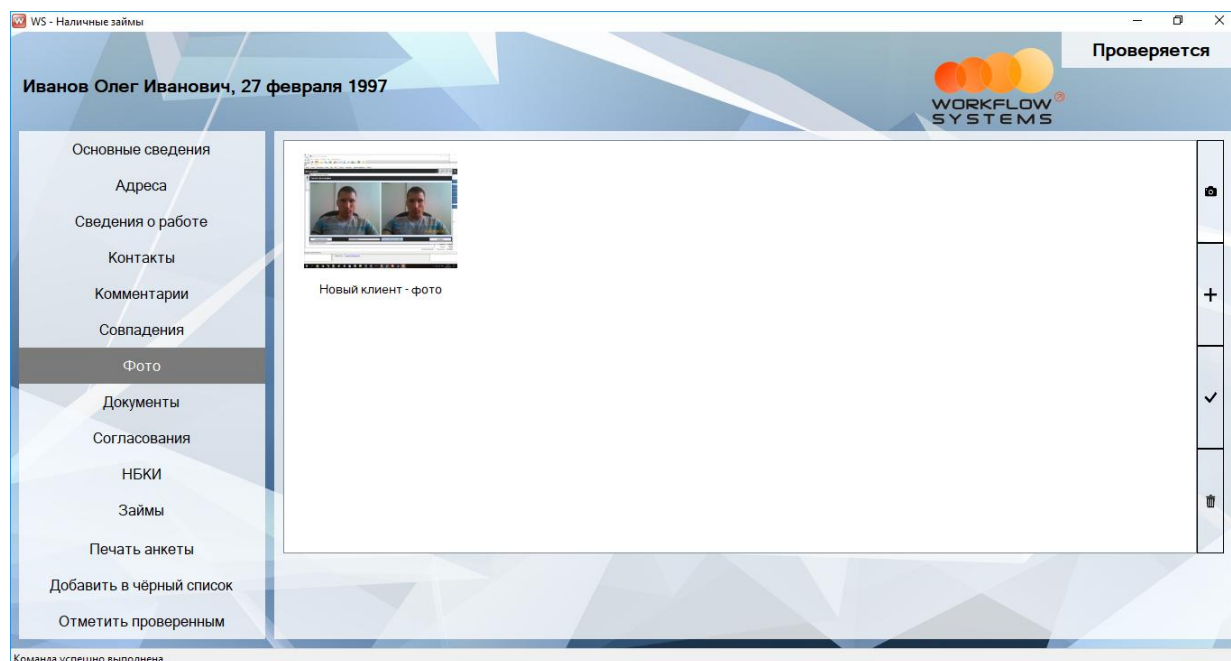 WS - Наличные займы
Проверяется
Иванов Олег Иванович, 27 февраля 1997
WORKFLOW
SYSTEMS
Основные сведения
Адреса
Сведения о работе
Контакты
Комментарии
Совпадения
Фото
Документы
Согласования
НБКИ
Займы
Печать анкеты
Добавить в чёрный список
Отметить проверенным
Новый клиент - фото
Команда успешно выполнена